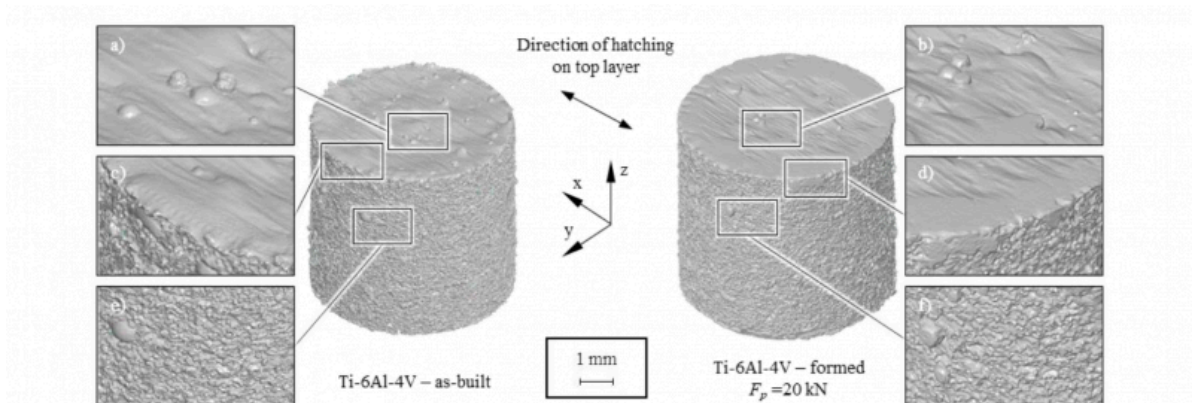 a)
Direction of hatching
on top layer
b)
c)
z
x
y
d)
e)
f)
1 mm
Ti-6Al-4V – as-built
Ti-6Al-4V – formed
Fₚ =20 kN